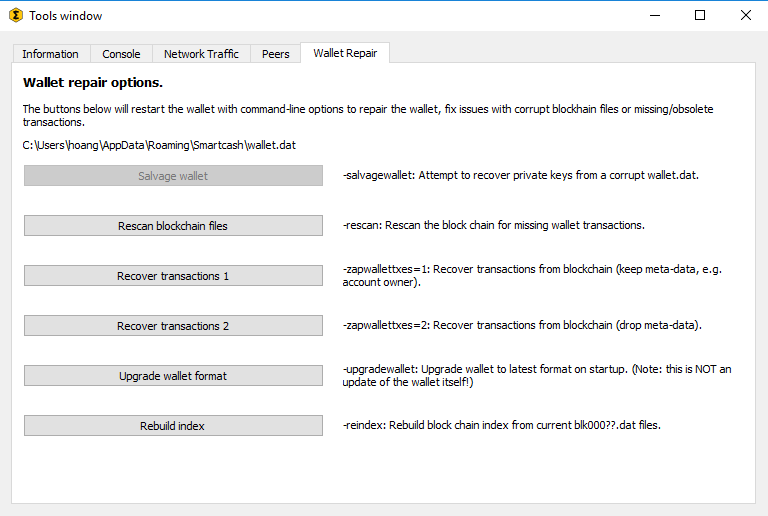 Tools window
Information
Console
Network Traffic
Peers
Wallet Repair
Wallet repair options.
The buttons below will restart the wallet with command-line options to repair the wallet, fix issues with corrupt blockhain files or missing/obsolete
transactions.
C:\Users\hoang\AppData\Roaming\Smartcash\wallet.dat
Salvage wallet
-salvagewallet: Attempt to recover private keys from a corrupt wallet.dat.
Rescan blockchain files
-rescan: Rescan the block chain for missing wallet transactions.
Recover transactions 1
-zapwallettxes=1: Recover transactions from blockchain (keep meta-data, e.g.
account owner).
Recover transactions 2
-zapwallettxes=2: Recover transactions from blockchain (drop meta-data).
Upgrade wallet format
-upgradewallet: Upgrade wallet to latest format on startup. (Note: this is NOT an
update of the wallet itself!)
Rebuild index
-reindex: Rebuild block chain index from current blk000??.dat files.